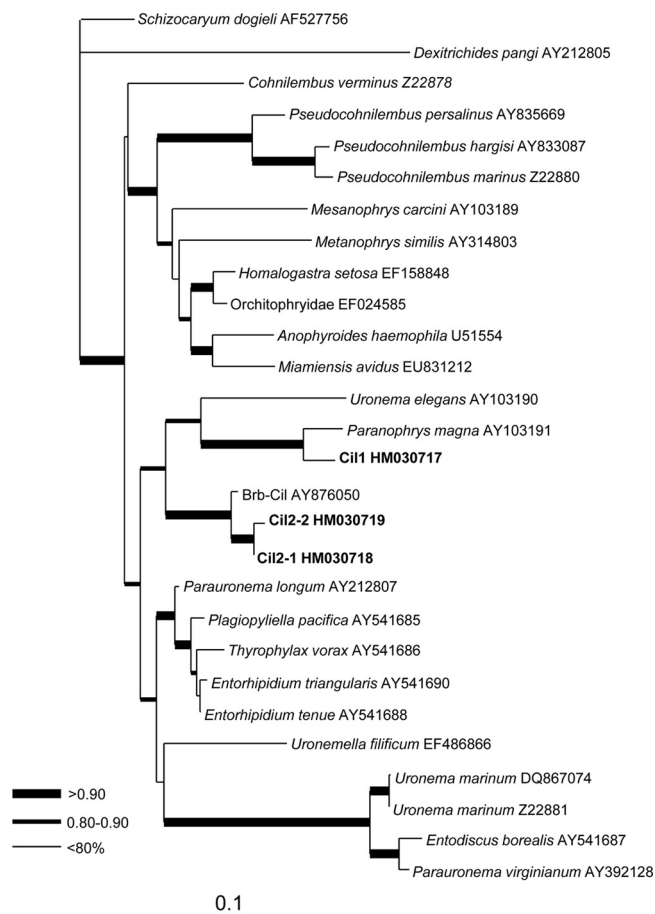 Schizocaryum dogieli AF527756
Dexitrichides pangi AY212805
Cohnilembus verminus Z22878
Pseudocohnilembus persalinus AY835669
Pseudocohnilembus hargisi AY833087
Pseudocohnilembus marinus Z22880
Mesanophrys carcini AY103189
Metanophrys similis AY314803
Homalogastra setosa EF158848
Orchitophryidae EF024585
Anophyroides haemophila U51554
Miamiensis avidus EU831212
Uronema elegans AY103190
Paranophrys magna AY103191
Cil1 HM030717
Brb-Cil AY876050
Cil2-2 HM030719
Cil2-1 HM030718
Parauronema longum AY212807
Plagiopyliella pacifica AY541685
Thyrophylax vorax AY541686
Entorhipidium triangularis AY541690
Entorhipidium tenue AY541688
Uronemella filificum EF486866
Uronema marinum DQ867074
Uronema marinum Z22881
Entodiscus borealis AY541687
Parauronema virginianum AY392128
>0.90
0.80-0.90
<80%
0.1